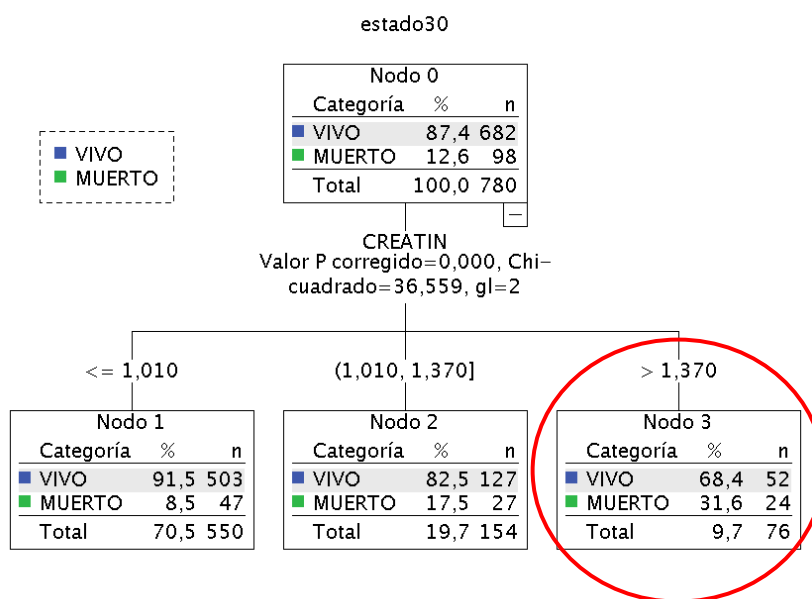 estado30
VIVO
MUERTO
Nodo 0
Categoría % n
VIVO 87,4 682
MUERTO 12,6 98
Total 100,0 780
CREATIN
Valor P corregido=0,000, Chi-
cuadrado=36,559, gl=2
<= 1,010
(1,010, 1,370]
> 1,370
Nodo 1
Categoría % n
VIVO 91,5 503
MUERTO 8,5 47
Total 70,5 550
Nodo 2
Categoría % n
VIVO 82,5 127
MUERTO 17,5 27
Total 19,7 154
Nodo 3
Categoría % n
VIVO 68,4 52
MUERTO 31,6 24
Total 9,7 76